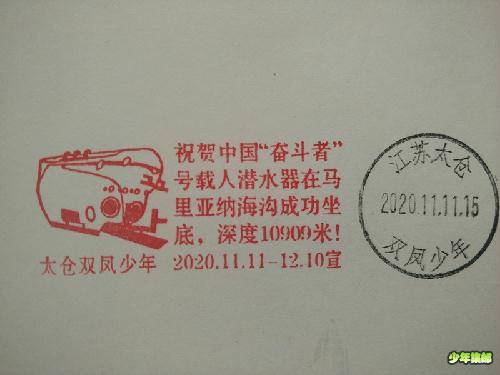 祝贺中国“奋斗者”
号载人潜水器在马
里亚纳海沟成功坐
底，深度10909米！
太仓双凤少年 2020.11.11-12.10宣
江苏太仓
2020.11.11.15
双凤少年
少年集邮